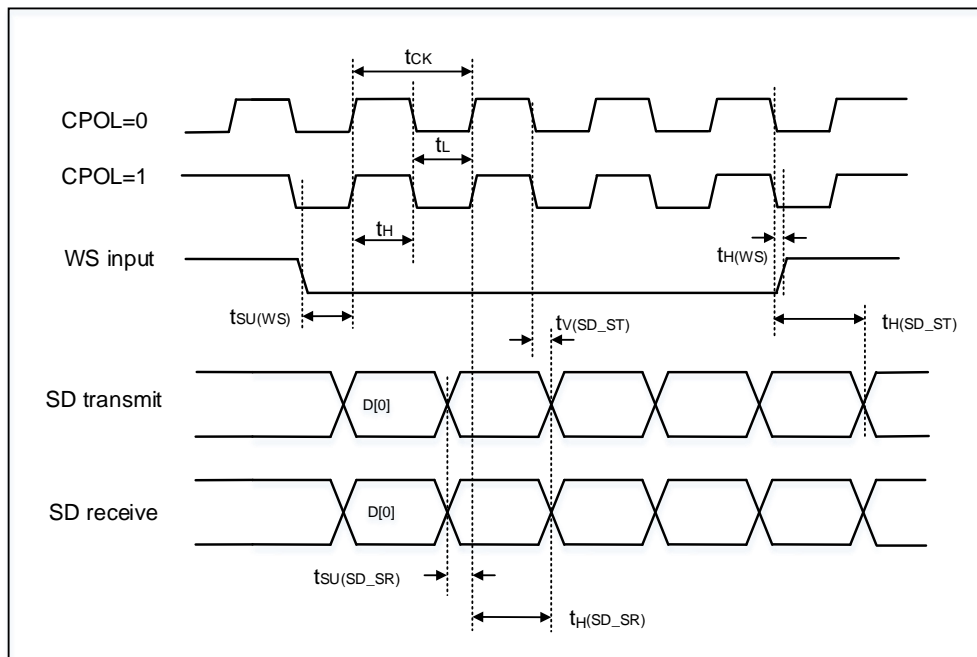 tCK
CPOL=0
tL
CPOL=1
tH
tH(WS)
WS input
tSU(WS)
tV(SD_ST)
tH(SD_ST)
SD transmit
D[0]
SD receive
D[0]
tSU(SD_SR)
tH(SD_SR)